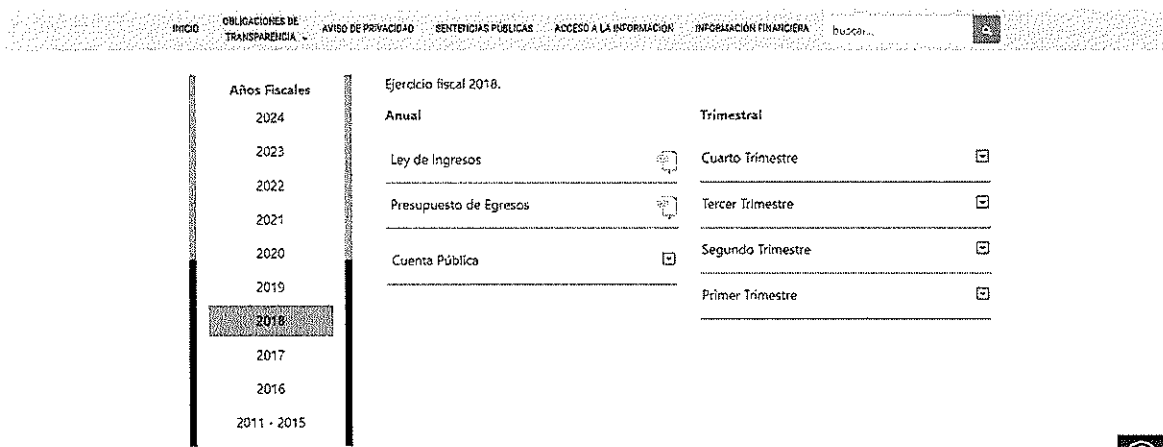 INICIO
OBLIGACIONES DE
TRANSPARENCIA
AVISO DE PRIVACIDAD
SENTENCIAS PÚBLICAS
ACCESO A LA INFORMACIÓN
INFORMACIÓN FINANCIERA
buscar...
Años Fiscales
2024
2023
2022
2021
2020
2019
2018
2017
2016
2011 - 2015
Ejercicio fiscal 2018.
Anual
Ley de Ingresos
Presupuesto de Egresos
Cuenta Pública
Trimestral
Cuarto Trimestre
Tercer Trimestre
Segundo Trimestre
Primer Trimestre